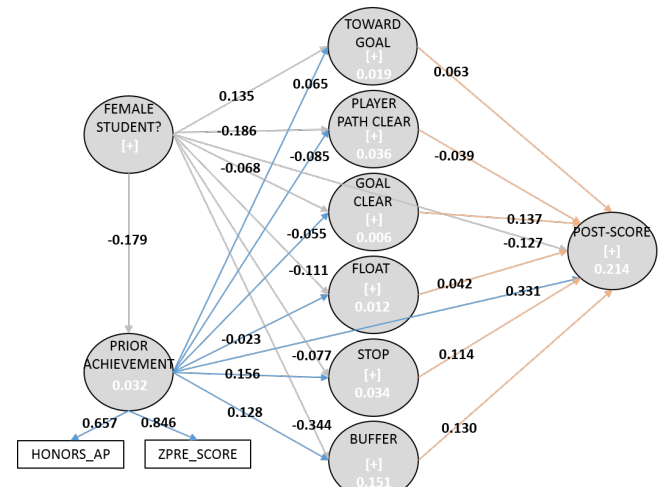 TOWARD
GOAL
[+]
0.019
0.063
0.135
0.065
FEMALE
STUDENT?
[+]
PLAYER
PATH CLEAR
[+]
0.036
-0.186
-0.085
-0.039
-0.068
GOAL
CLEAR
[+]
0.006
0.137
-0.127
POST-SCORE
[+]
0.214
-0.179
-0.055
-0.111
FLOAT
[+]
0.012
0.042
0.331
PRIOR
ACHIEVEMENT
0.032
-0.023
-0.077
0.156
STOP
[+]
0.034
0.114
0.128
-0.344
0.657
0.846
BUFFER
[+]
0.151
0.130
HONORS_AP
ZPRE_SCORE